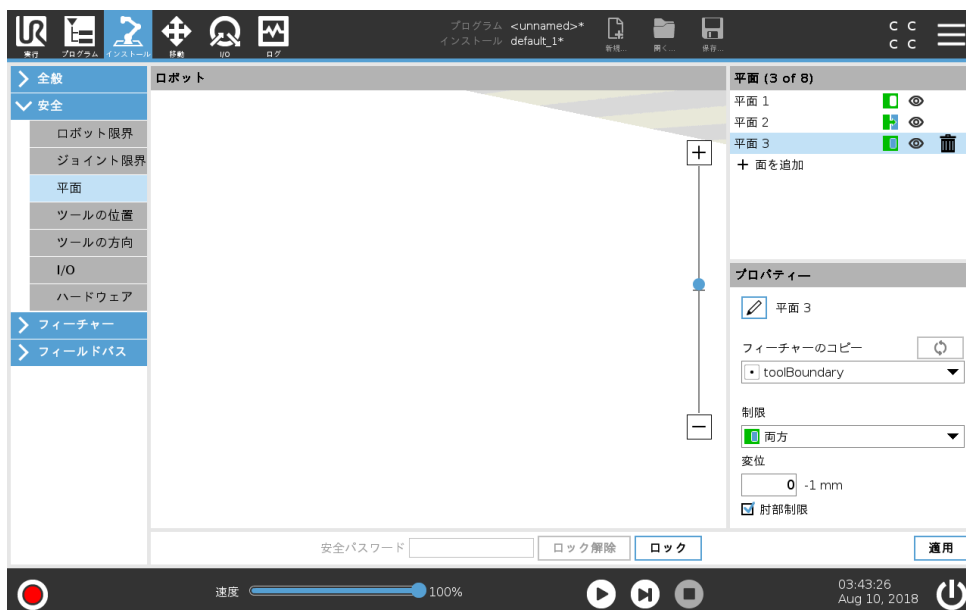 プログラム <unnamed>*
インストール default_1*
実行
プログラム
インストール
移動
I/O
ログ
新規...
開く...
保存...
C C
C C
全般
安全
ロボット限界
ジョイント限界
平面
ツールの位置
ツールの方向
I/O
ハードウェア
フィーチャー
フィールドバス
ロボット
平面 (3 of 8)
平面 1
平面 2
平面 3
+ 面を追加
プロパティー
平面 3
フィーチャーのコピー
toolBoundary
制限
両方
変位
0 -1 mm
肘部制限
安全パスワード
ロック解除
ロック
適用
速度
100%
03:43:26
Aug 10, 2018